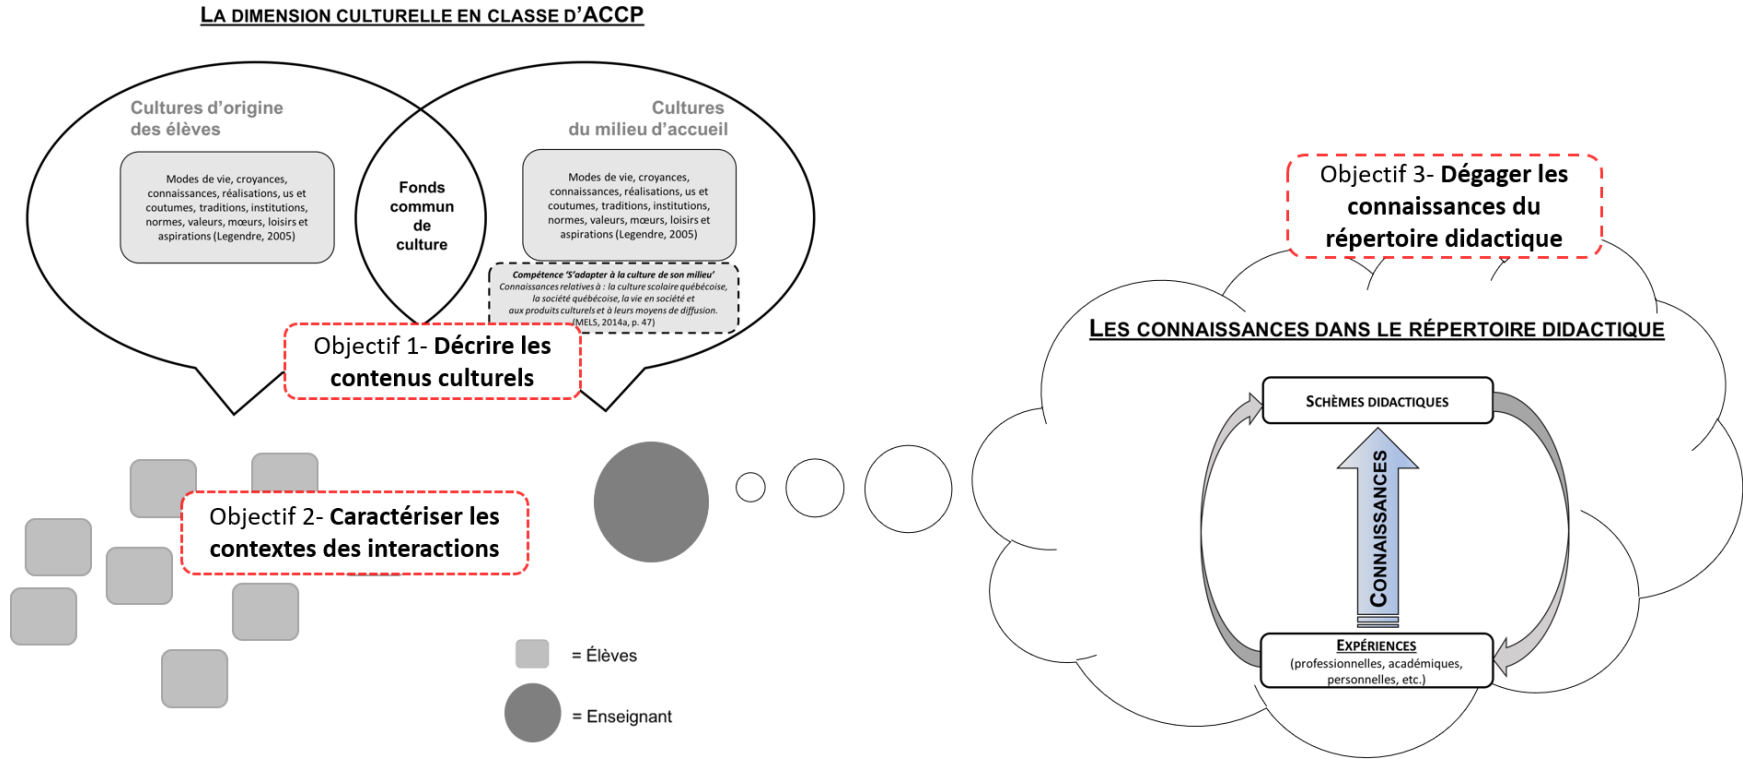 LA DIMENSION CULTURELLE EN CLASSE D'ACCP
Cultures d'origine
des élèves
Modes de vie, croyances,
connaissances, réalisations, us et
coutumes, traditions, institutions,
normes, valeurs, mœurs, loisirs et
aspirations (Legendre, 2005)
Fonds
commun
de
culture
Cultures
du milieu d'accueil
Modes de vie, croyances,
connaissances, réalisations, us et
coutumes, traditions, institutions,
normes, valeurs, mœurs, loisirs et
aspirations (Legendre, 2005)
Compétence 'S'adapter à la culture de son milieu'
Connaissances relatives à : la culture scolaire québécoise,
la société québécoise, la vie en société et
aux produits culturels et à leurs moyens de diffusion.
(MELS, 2014a, p. 47)
Objectif 1- Décrire les
contenus culturels
Objectif 2- Caractériser les
contextes des interactions
= Élèves
= Enseignant
Objectif 3- Dégager les
connaissances du
répertoire didactique
LES CONNAISSANCES DANS LE RÉPERTOIRE DIDACTIQUE
SCHÈMES DIDACTIQUES
CONNAISSANCES
EXPÉRIENCES
(professionnelles, académiques,
personnelles, etc.)